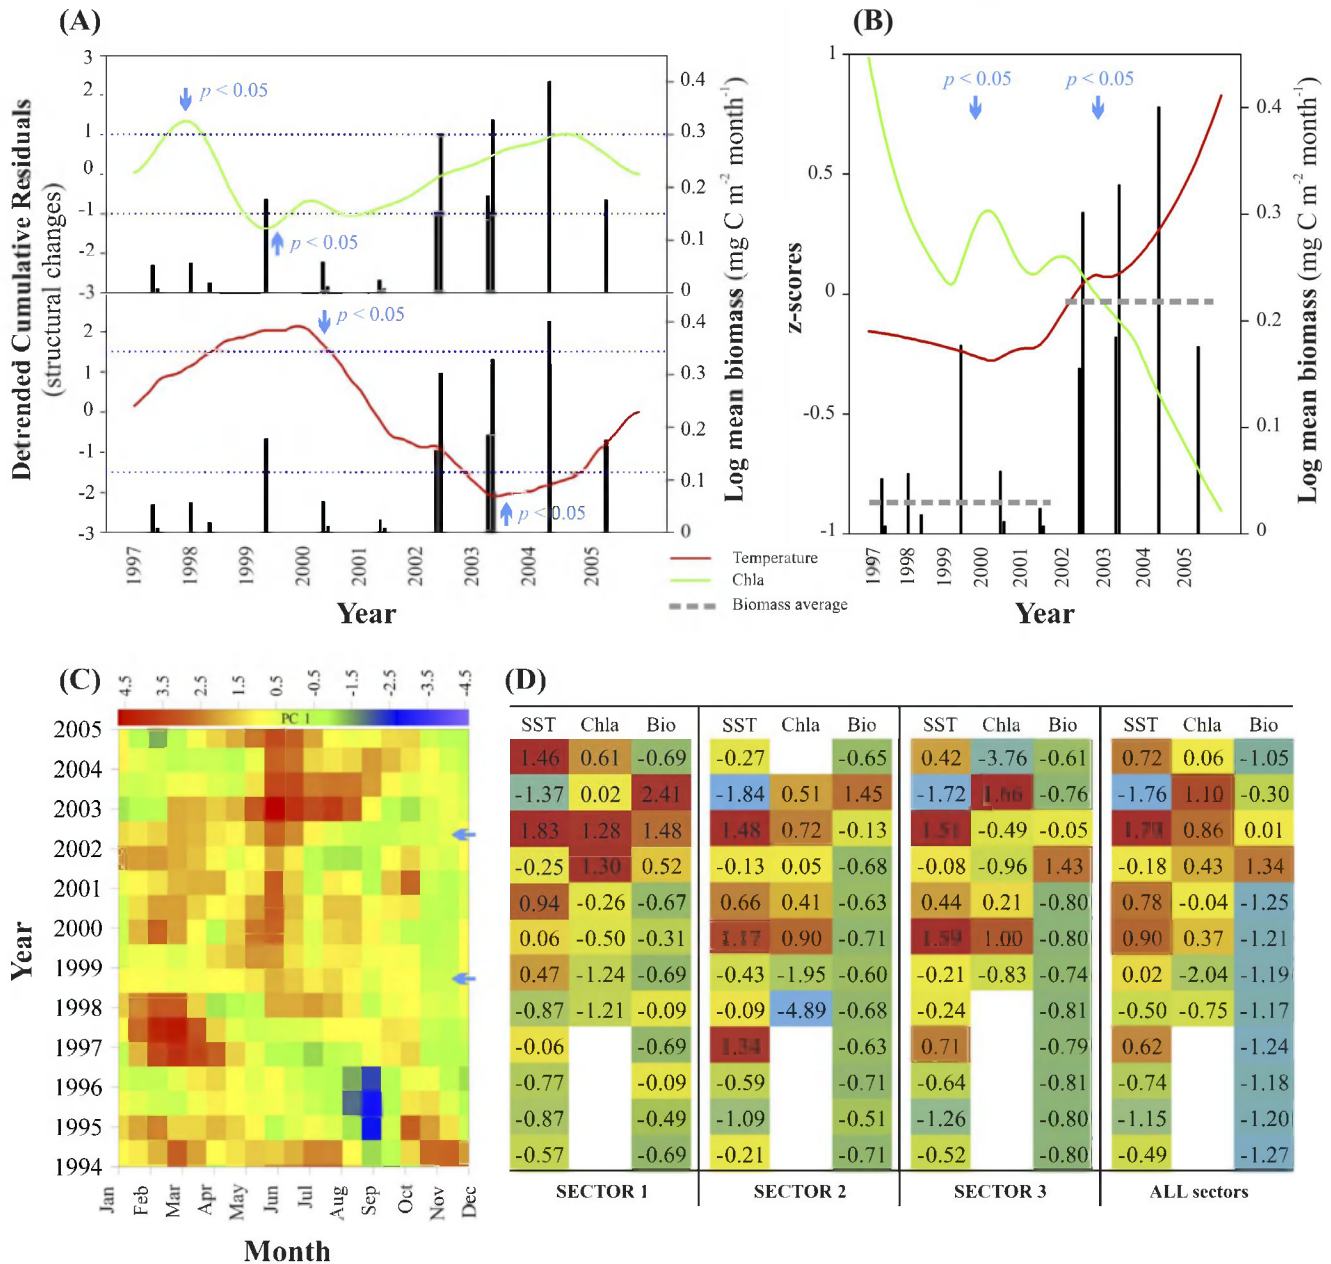 (A)
Detrended Cumulative Residuals
(structural changes)
3
2
1
0
-1
-2
-3
2
1
0
-1
-2
-3
p < 0.05
p < 0.05
p < 0.05
p < 0.05
0.4
0.3
0.2
0.1
0
0.4
0.3
0.2
0.1
0
Log mean biomass (mg C m⁻² month⁻¹)
1997
1998
1999
2000
2001
2002
2003
2004
2005
Year
Temperature
Chla
Biomass average
(B)
z-scores
1
0.5
0
-0.5
-1
p < 0.05
p < 0.05
0.4
0.3
0.2
0.1
0
Log mean biomass (mg C m⁻² month⁻¹)
1997
1998
1999
2000
2001
2002
2003
2004
2005
Year
(C)
4.5 3.5 2.5 1.5 0.5 -0.5 -1.5 -2.5 -3.5 -4.5
PC 1
Year
2005
2004
2003
2002
2001
2000
1999
1998
1997
1996
1995
1994
Jan Feb Mar Apr May Jun Jul Aug Sep Oct Nov Dec
Month
(D)
SST Chla Bio SST Chla Bio SST Chla Bio SST Chla Bio
1.46 0.61 -0.69 -0.27 -0.65 0.42 -3.76 -0.61 0.72 0.06 -1.05
-1.37 0.02 2.41 -1.84 0.51 1.45 -1.72 1.66 -0.76 -1.76 1.10 -0.30
1.83 1.28 1.48 1.48 0.72 -0.13 1.51 -0.49 -0.05 1.79 0.86 0.01
-0.25 1.30 0.52 -0.13 0.05 -0.68 -0.08 -0.96 1.43 -0.18 0.43 1.34
0.94 -0.26 -0.67 0.66 0.41 -0.63 0.44 0.21 -0.80 0.78 -0.04 -1.25
0.06 -0.50 -0.31 1.17 0.90 -0.71 1.59 1.00 -0.80 0.90 0.37 -1.21
0.47 -1.24 -0.69 -0.43 -1.95 -0.60 -0.21 -0.83 -0.74 0.02 -2.04 -1.19
-0.87 -1.21 -0.09 -0.09 -4.89 -0.68 -0.24 -0.81 -0.50 -0.75 -1.17
-0.06 -0.69 1.34 -0.63 0.71 -0.79 0.62 -1.24
-0.77 -0.09 -0.59 -0.71 -0.64 -0.81 -0.74 -1.18
-0.87 -0.49 -1.09 -0.51 -1.26 -0.80 -1.15 -1.20
-0.57 -0.69 -0.21 -0.71 -0.52 -0.80 -0.49 -1.27
SECTOR 1 SECTOR 2 SECTOR 3 ALL sectors